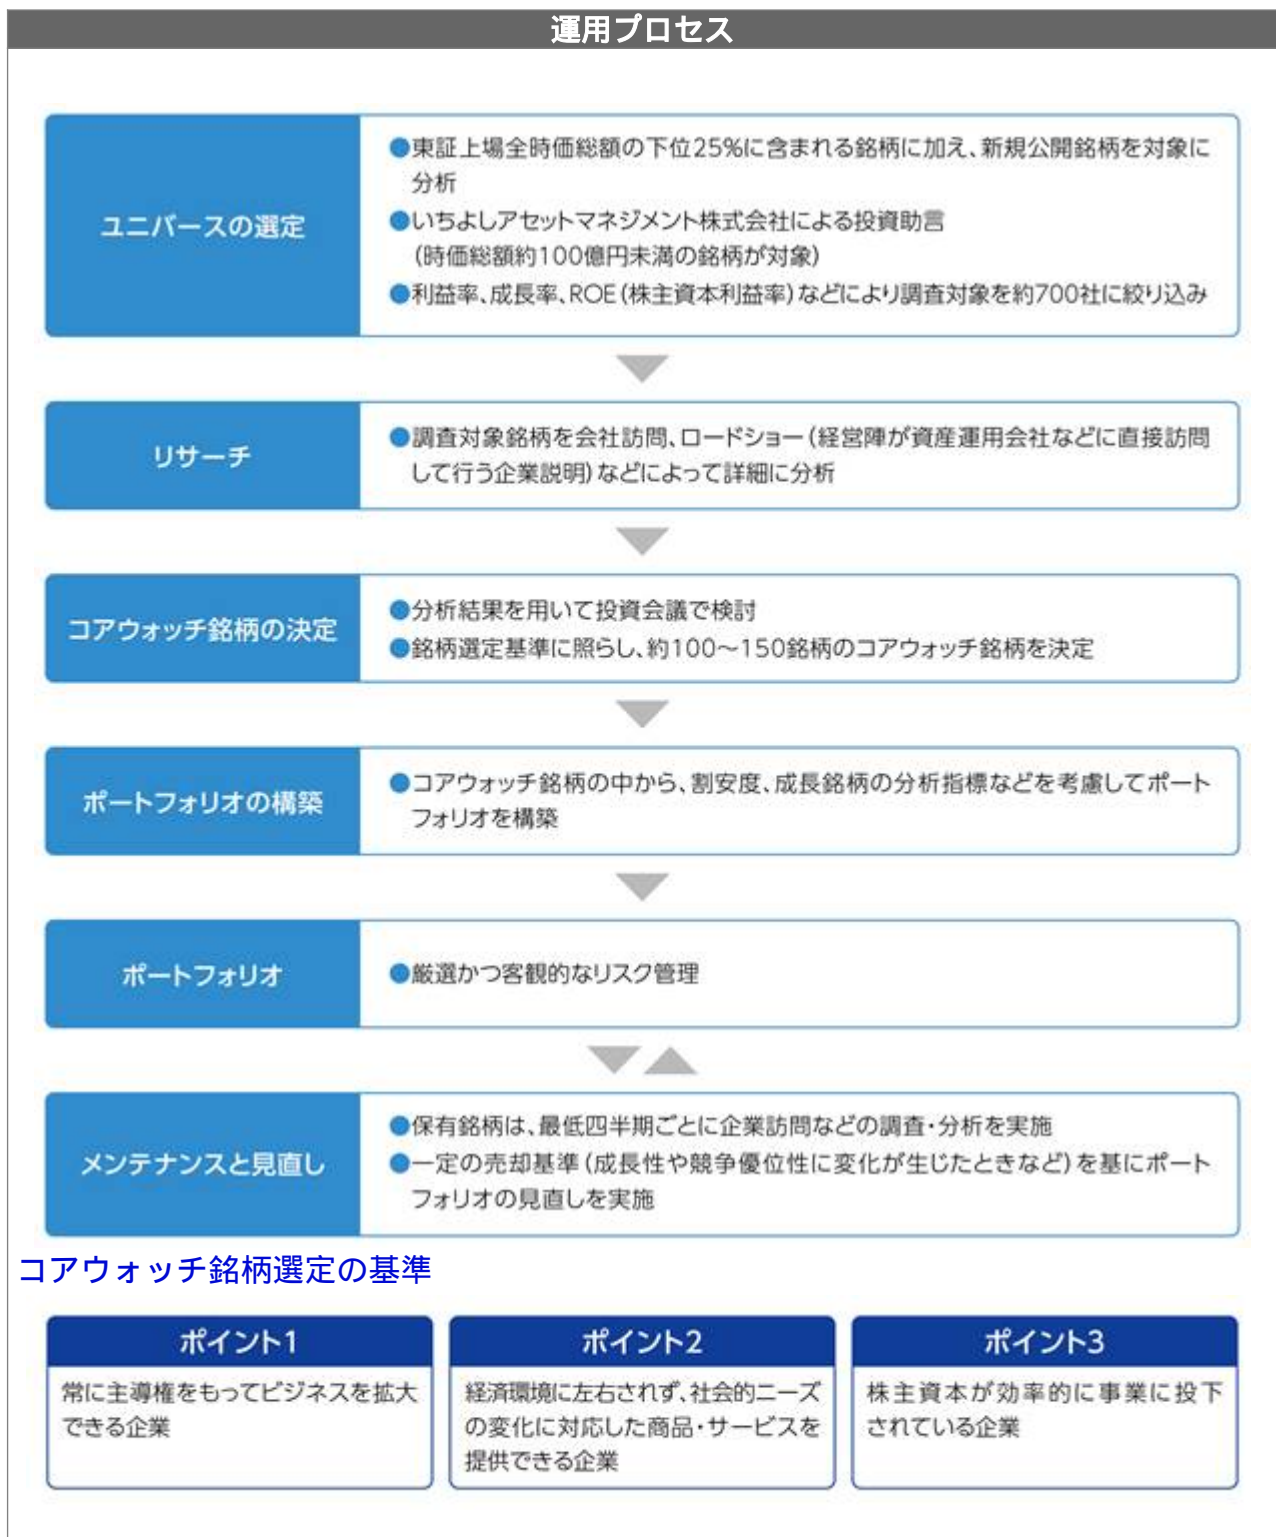 運用プロセス
ユニバースの選定
●東証上場全時価総額の下位25%に含まれる銘柄に加え、新規公開銘柄を対象に
分析
●いちよしアセットマネジメント株式会社による投資助言
(時価総額約100億円未満の銘柄が対象)
●利益率、成長率、ROE(株主資本利益率)などにより調査対象を約700社に絞り込み
リサーチ
●調査対象銘柄を会社訪問、ロードショー(経営陣が資産運用会社などに直接訪問
して行う企業説明)などによって詳細に分析
コアウォッチ銘柄の決定
●分析結果を用いて投資会議で検討
●銘柄選定基準に照らし、約100～150銘柄のコアウォッチ銘柄を決定
ポートフォリオの構築
●コアウォッチ銘柄の中から、割安度、成長銘柄の分析指標などを考慮してポート
フォリオを構築
ポートフォリオ
●厳選かつ客観的なリスク管理
メンテナンスと見直し
●保有銘柄は、最低四半期ごとに企業訪問などの調査・分析を実施
●一定の売却基準(成長性や競争優位性に変化が生じたときなど)を基にポート
フォリオの見直しを実施
コアウォッチ銘柄選定の基準
ポイント1
常に主導権をもってビジネスを拡大
できる企業
ポイント2
経済環境に左右されず、社会的ニーズ
の変化に対応した商品・サービスを
提供できる企業
ポイント3
株主資本が効率的に事業に投下
されている企業